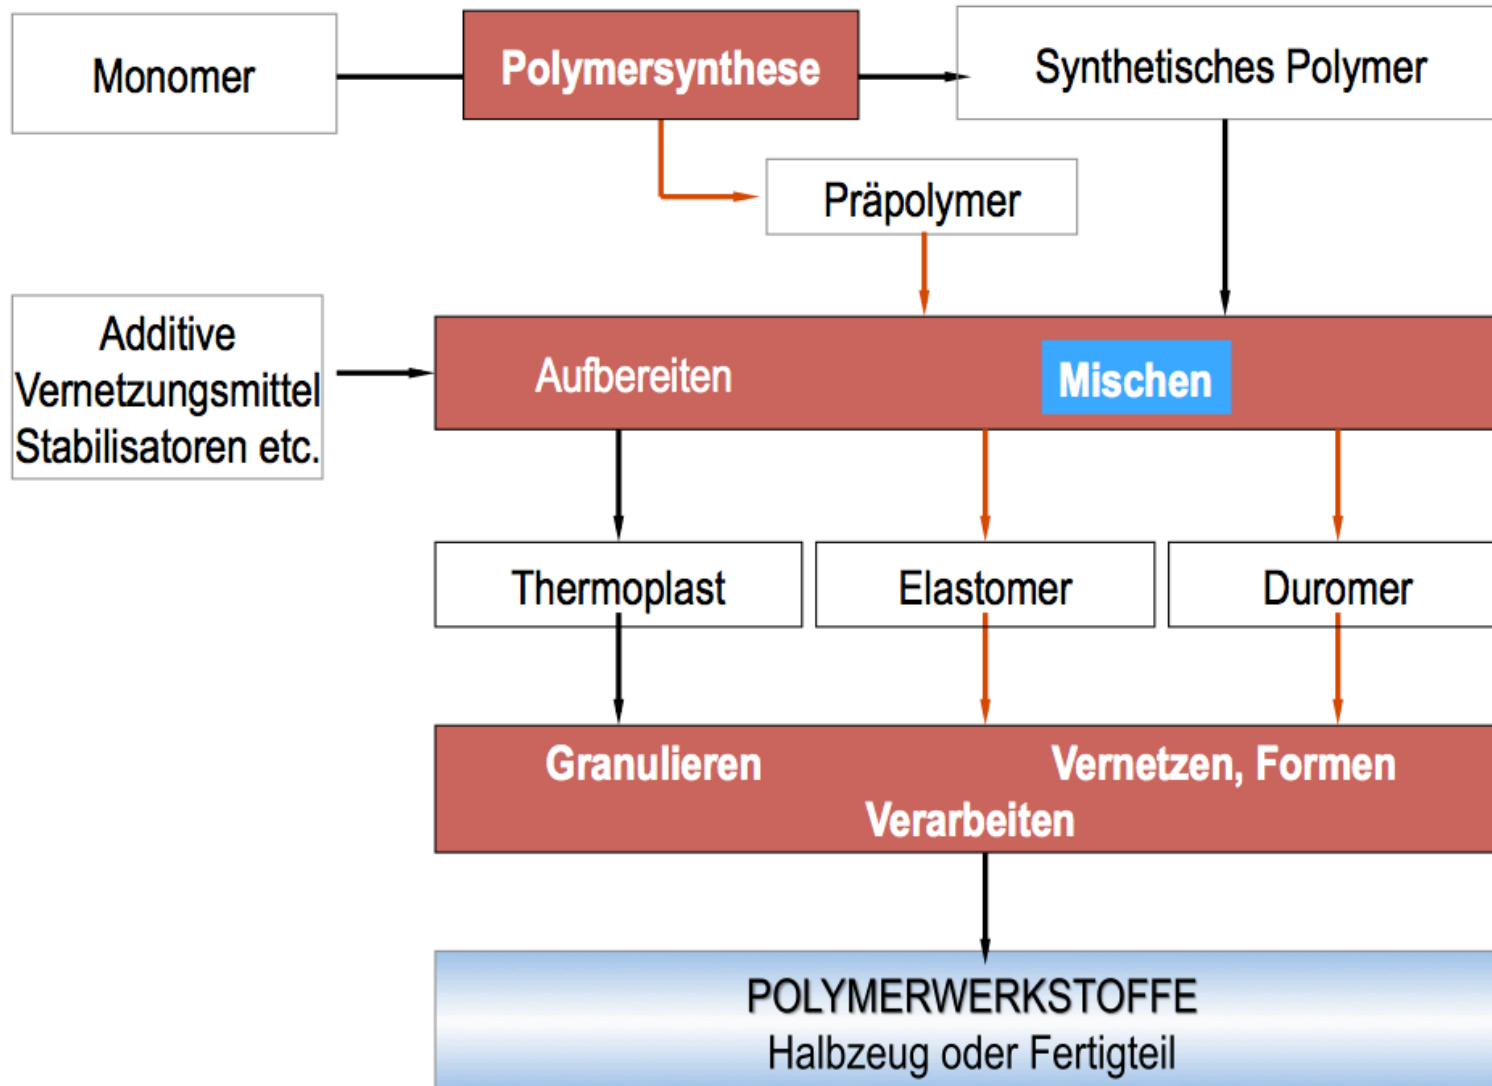 Monomer
Polymersynthese
Synthetisches Polymer
Präpolymer
Additive
Vernetzungsmittel
Stabilisatoren etc.
Aufbereiten
Mischen
Thermoplast
Elastomer
Duromer
Granulieren
Vernetzen, Formen
Verarbeiten
POLYMERWERKSTOFFE
Halbzeug oder Fertigteil